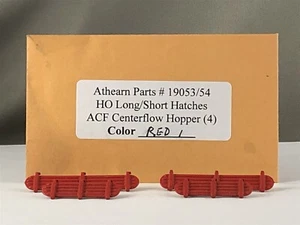 Athearn Parts # 19053/54
HO Long/Short Hatches
ACF Centerflow Hopper (4)
Color RED 1